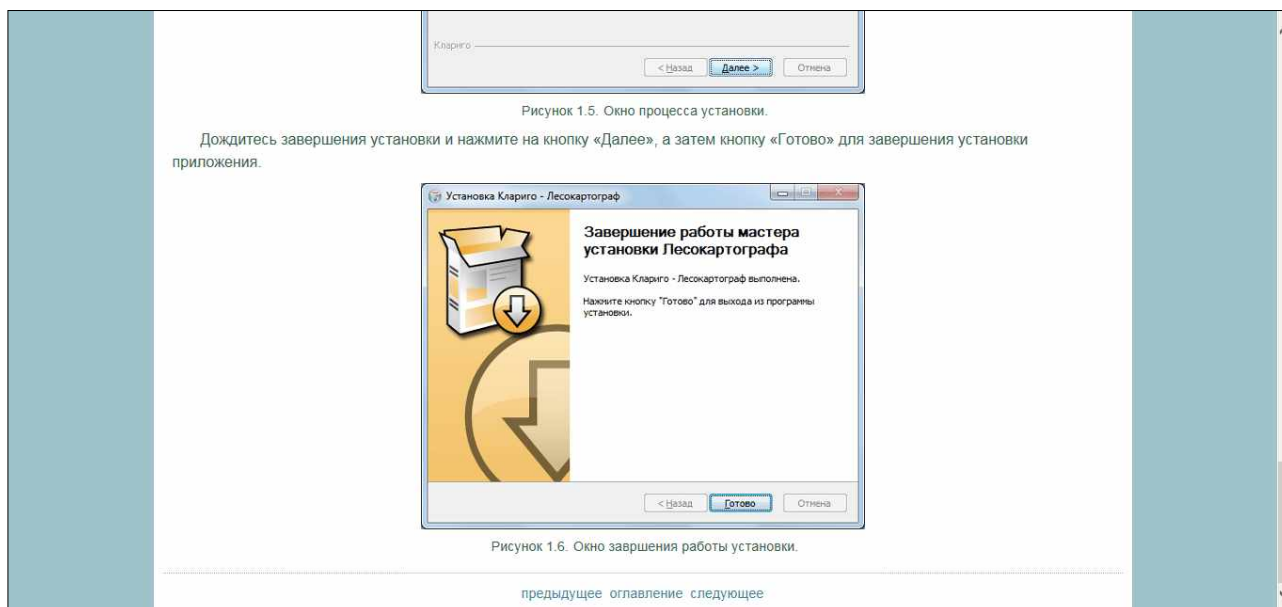 Клариго
< Назад Далее > Отмена
Рисунок 1.5. Окно процесса установки.
Дождитесь завершения установки и нажмите на кнопку «Далее», а затем кнопку «Готово» для завершения установки
приложения.
Установка Клариго - Лесокартограф
Завершение работы мастера
установки Лесокартографа
Установка Клариго - Лесокартограф выполнена.
Нажмите кнопку "Готово" для выхода из программы
установки.
< Назад Готово Отмена
Рисунок 1.6. Окно завршения работы установки.
предыдущее оглавление следующее